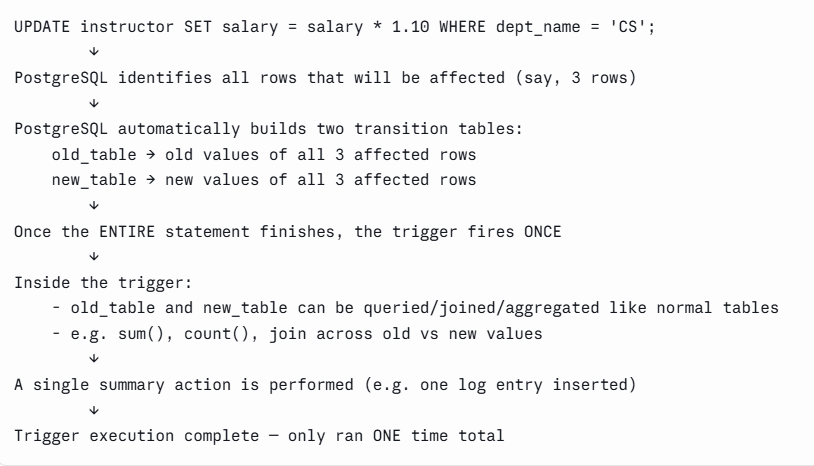 UPDATE instructor SET salary = salary * 1.10 WHERE dept_name = 'CS';
↓
PostgreSQL identifies all rows that will be affected (say, 3 rows)
↓
PostgreSQL automatically builds two transition tables:
old_table → old values of all 3 affected rows
new_table → new values of all 3 affected rows
↓
Once the ENTIRE statement finishes, the trigger fires ONCE
↓
Inside the trigger:
- old_table and new_table can be queried/joined/aggregated like normal tables
- e.g. sum(), count(), join across old vs new values
↓
A single summary action is performed (e.g. one log entry inserted)
↓
Trigger execution complete — only ran ONE time total